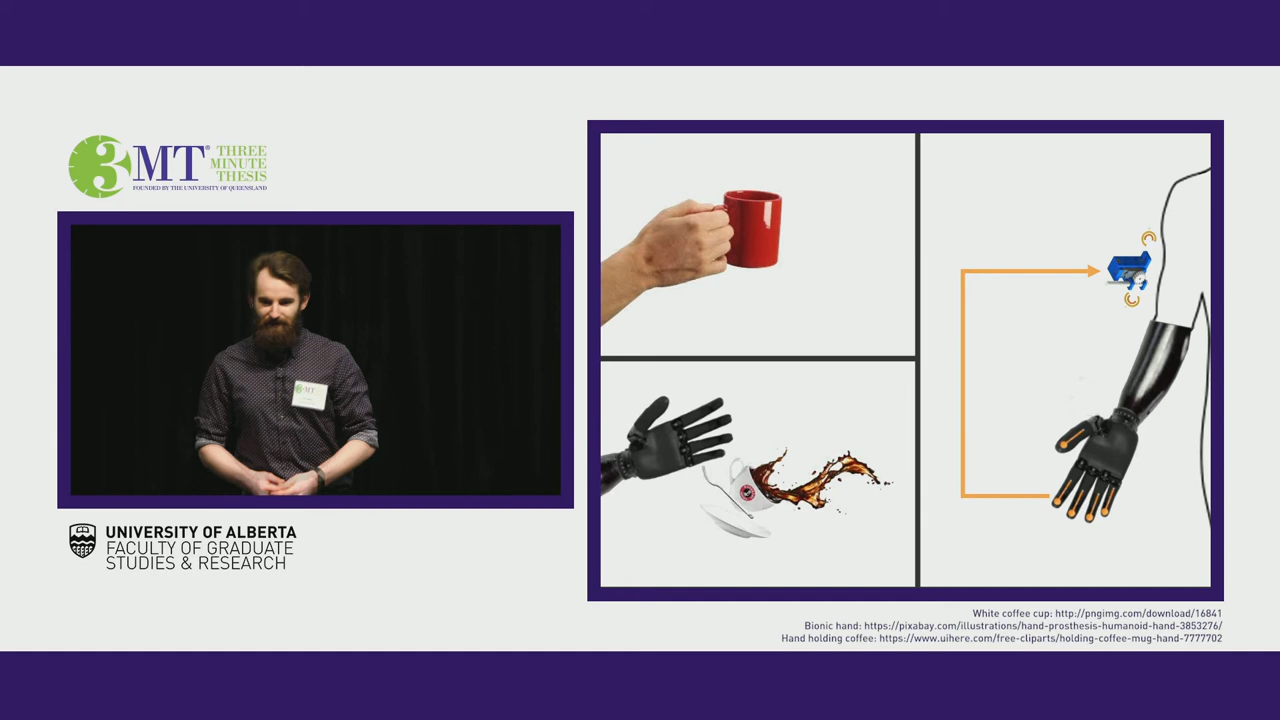 3MT® THREE
MINUTE
THESIS
FOUNDED BY THE UNIVERSITY OF QUEENSLAND
MT
UNIVERSITY OF ALBERTA
FACULTY OF GRADUATE
STUDIES & RESEARCH
White coffee cup: http://pngimg.com/download/16841
Bionic hand: https://pixabay.com/illustrations/hand-prosthesis-humanoid-hand-3853276/
Hand holding coffee: https://www.uihere.com/free-cliparts/holding-coffee-mug-hand-7777702